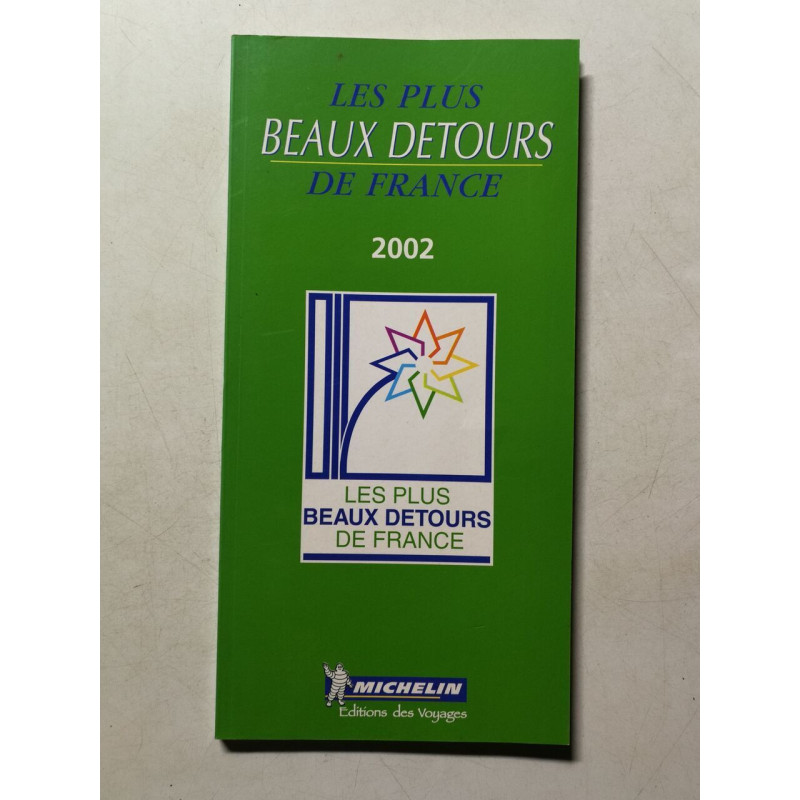 LES PLUS
BEAUX DETOURS
DE FRANCE
2002
LES PLUS
BEAUX DETOURS
DE FRANCE
MICHELIN
Editions des Voyages